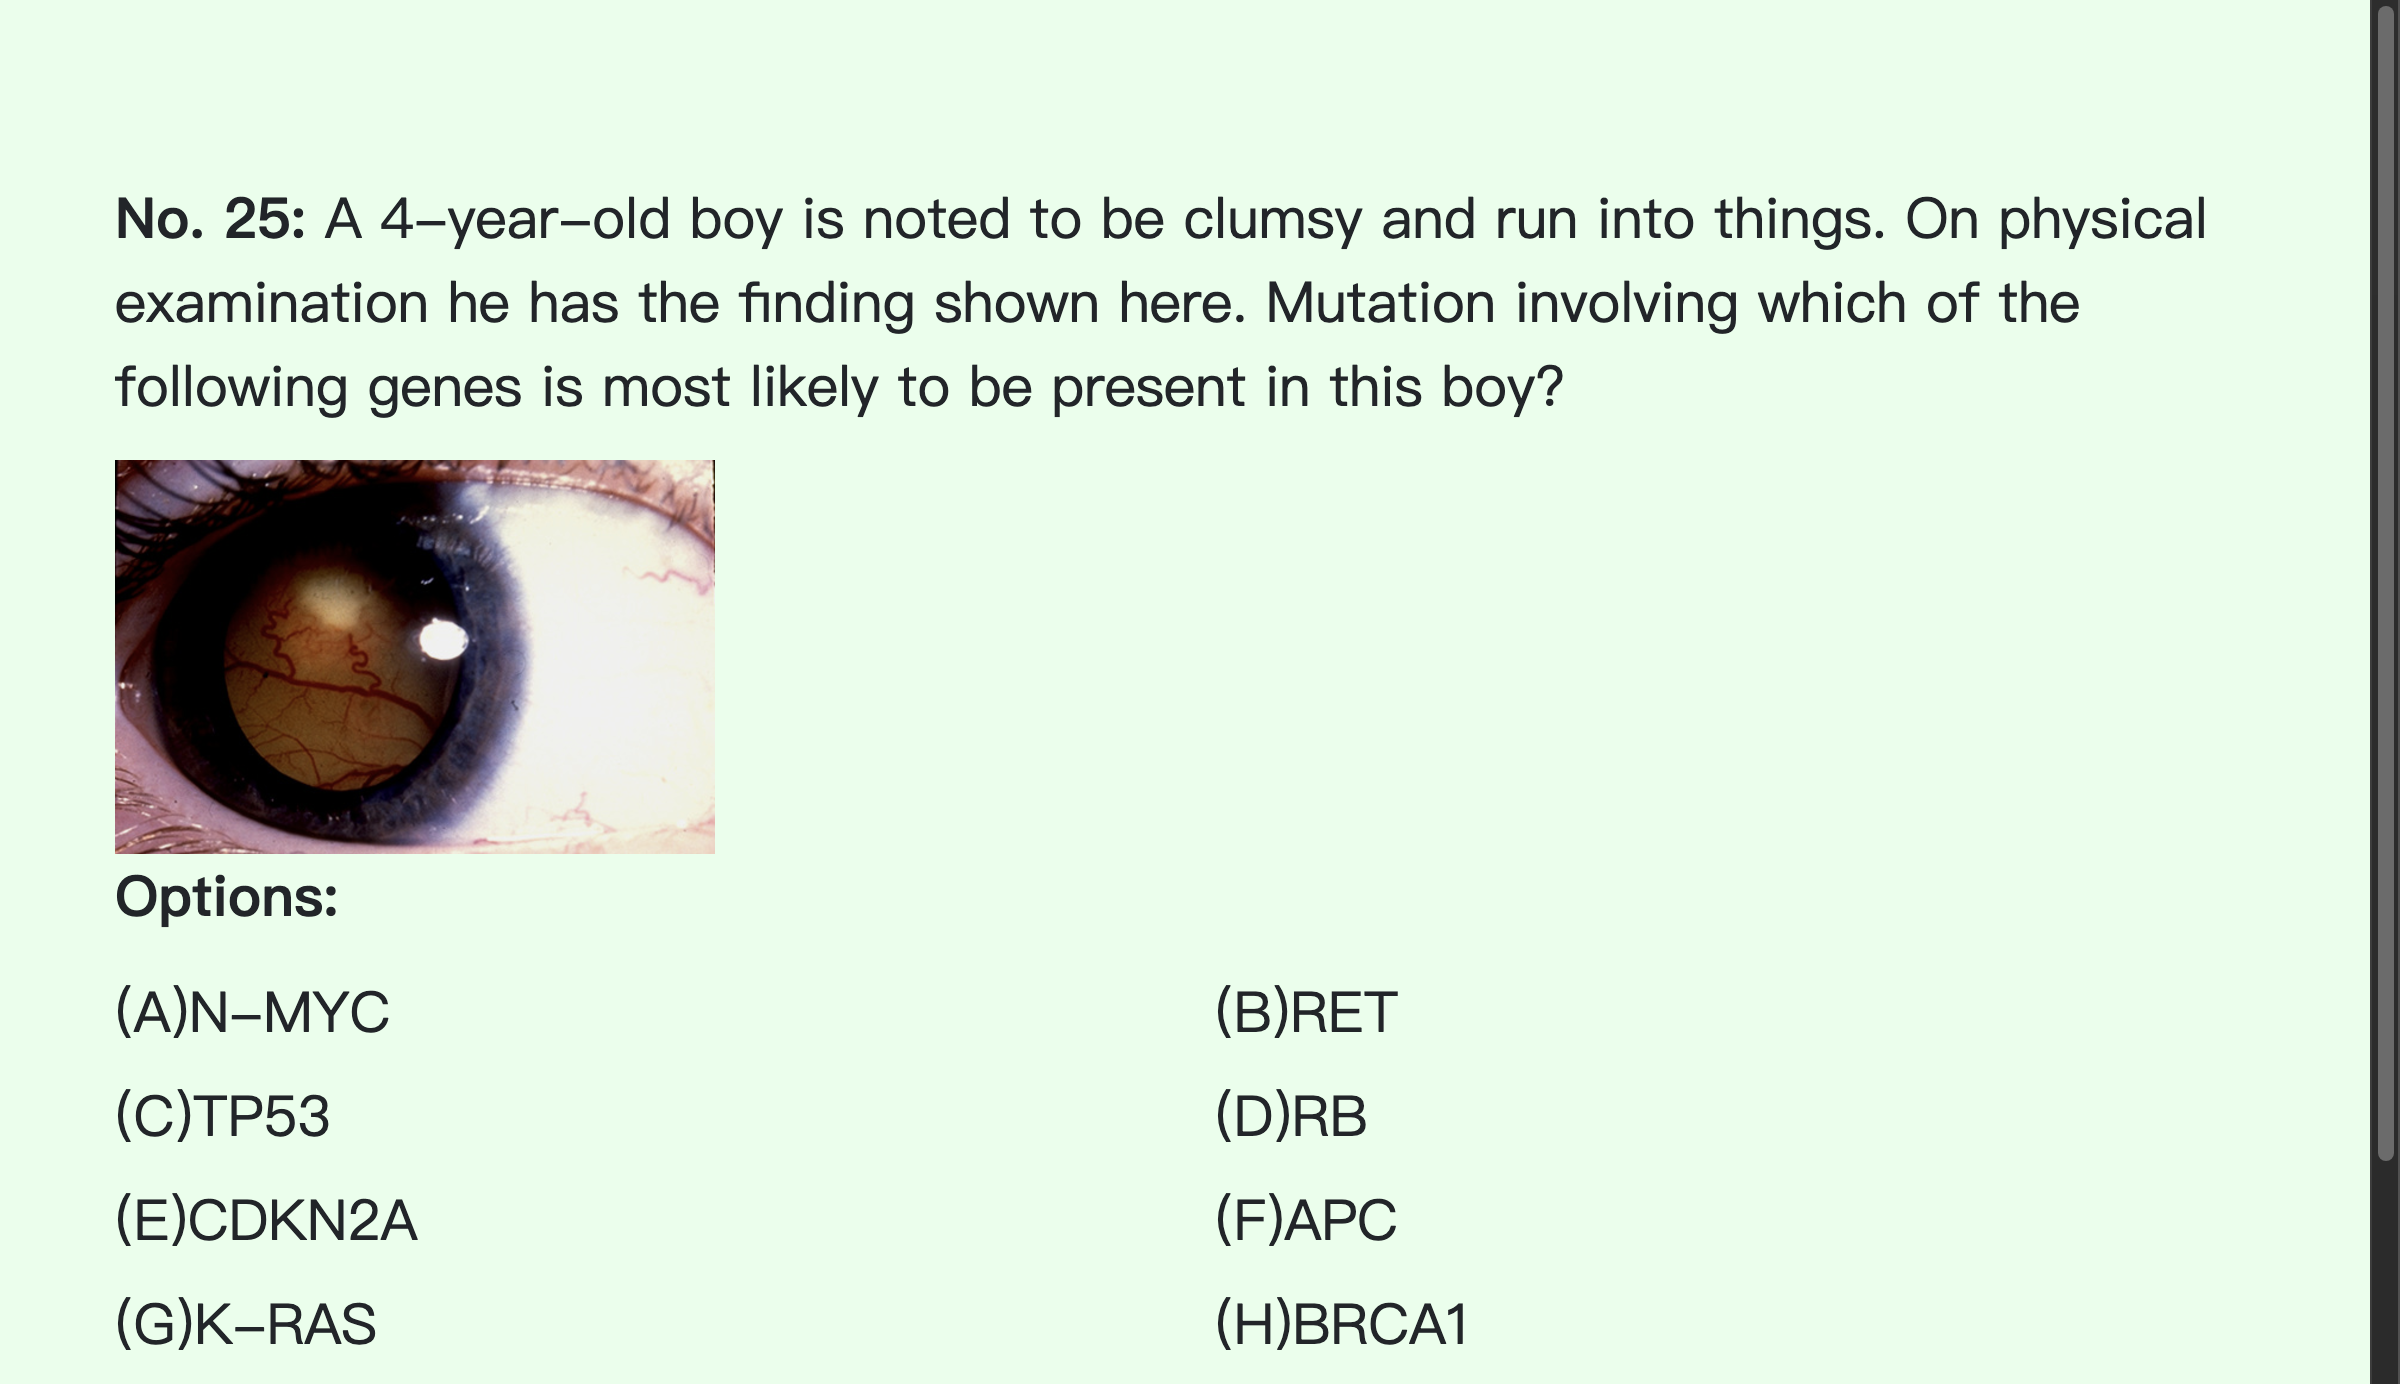 No. 25: A 4–year–old boy is noted to be clumsy and run into things. On physical
examination he has the finding shown here. Mutation involving which of the
following genes is most likely to be present in this boy?
Options:
(A)N–MYC
(B)RET
(C)TP53
(D)RB
(E)CDKN2A
(F)APC
(G)K–RAS
(H)BRCA1